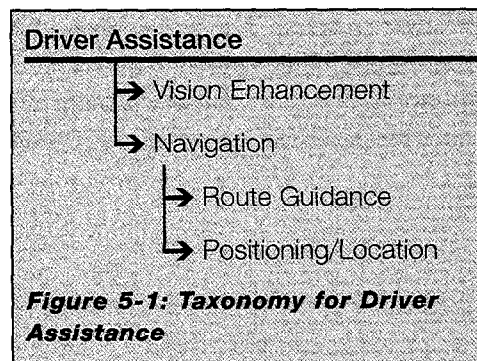 Driver Assistance
Vision Enhancement
Navigation
Route Guidance
Positioning/Location
Figure 5-1: Taxonomy for Driver
Assistance